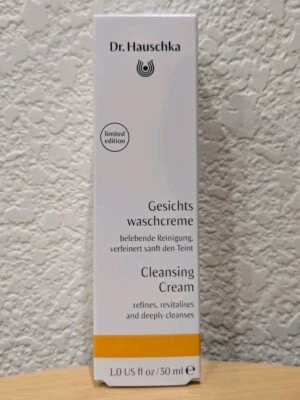 Dr. Hauschka
limited
edition
Gesichts
waschcreme
belebende Reinigung,
verfeinert sanft den Teint
Cleansing
Cream
refines, revitalises
and deeply cleanses
1.0 US fl oz/30 ml ℮